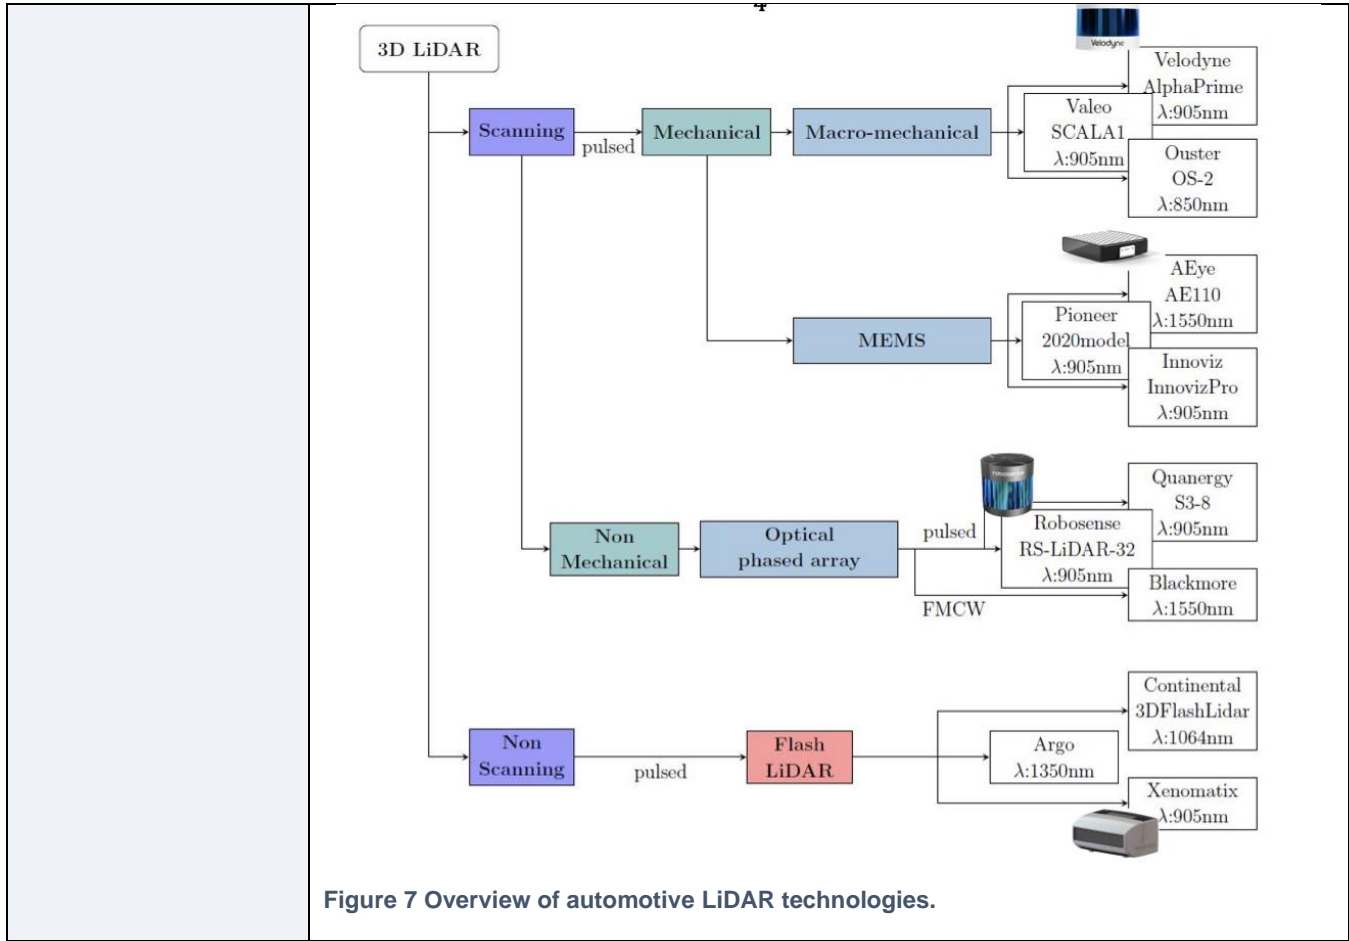 4
3D LiDAR
Velodyne
Velodyne
AlphaPrime
λ:905nm
Scanning
pulsed
Mechanical
Macro-mechanical
Valeo
SCALA1
λ:905nm
Ouster
OS-2
λ:850nm
AEye
AE110
λ:1550nm
MEMS
Pioneer
2020model
λ:905nm
Innoviz
InnovizPro
λ:905nm
Non
Mechanical
Optical
phased array
pulsed
FMCW
Quanergy
S3-8
λ:905nm
Robosense
RS-LiDAR-32
λ:905nm
Blackmore
λ:1550nm
Non
Scanning
pulsed
Flash
LiDAR
Continental
3DFlashLidar
λ:1064nm
Argo
λ:1350nm
Xenomatix
λ:905nm
Figure 7 Overview of automotive LiDAR technologies.